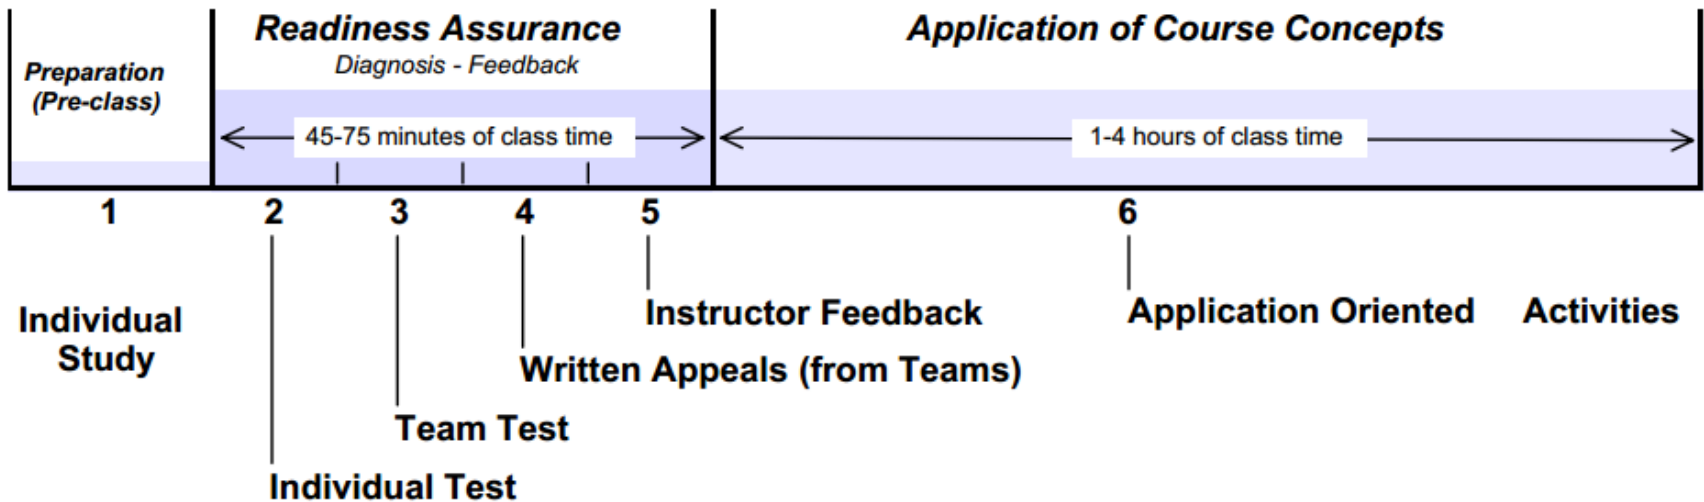 Preparation
(Pre-class)
Readiness Assurance
Diagnosis - Feedback
Application of Course Concepts
45-75 minutes of class time
1-4 hours of class time
1
2
3
4
5
6
Individual
Study
Instructor Feedback
Application Oriented Activities
Written Appeals (from Teams)
Team Test
Individual Test